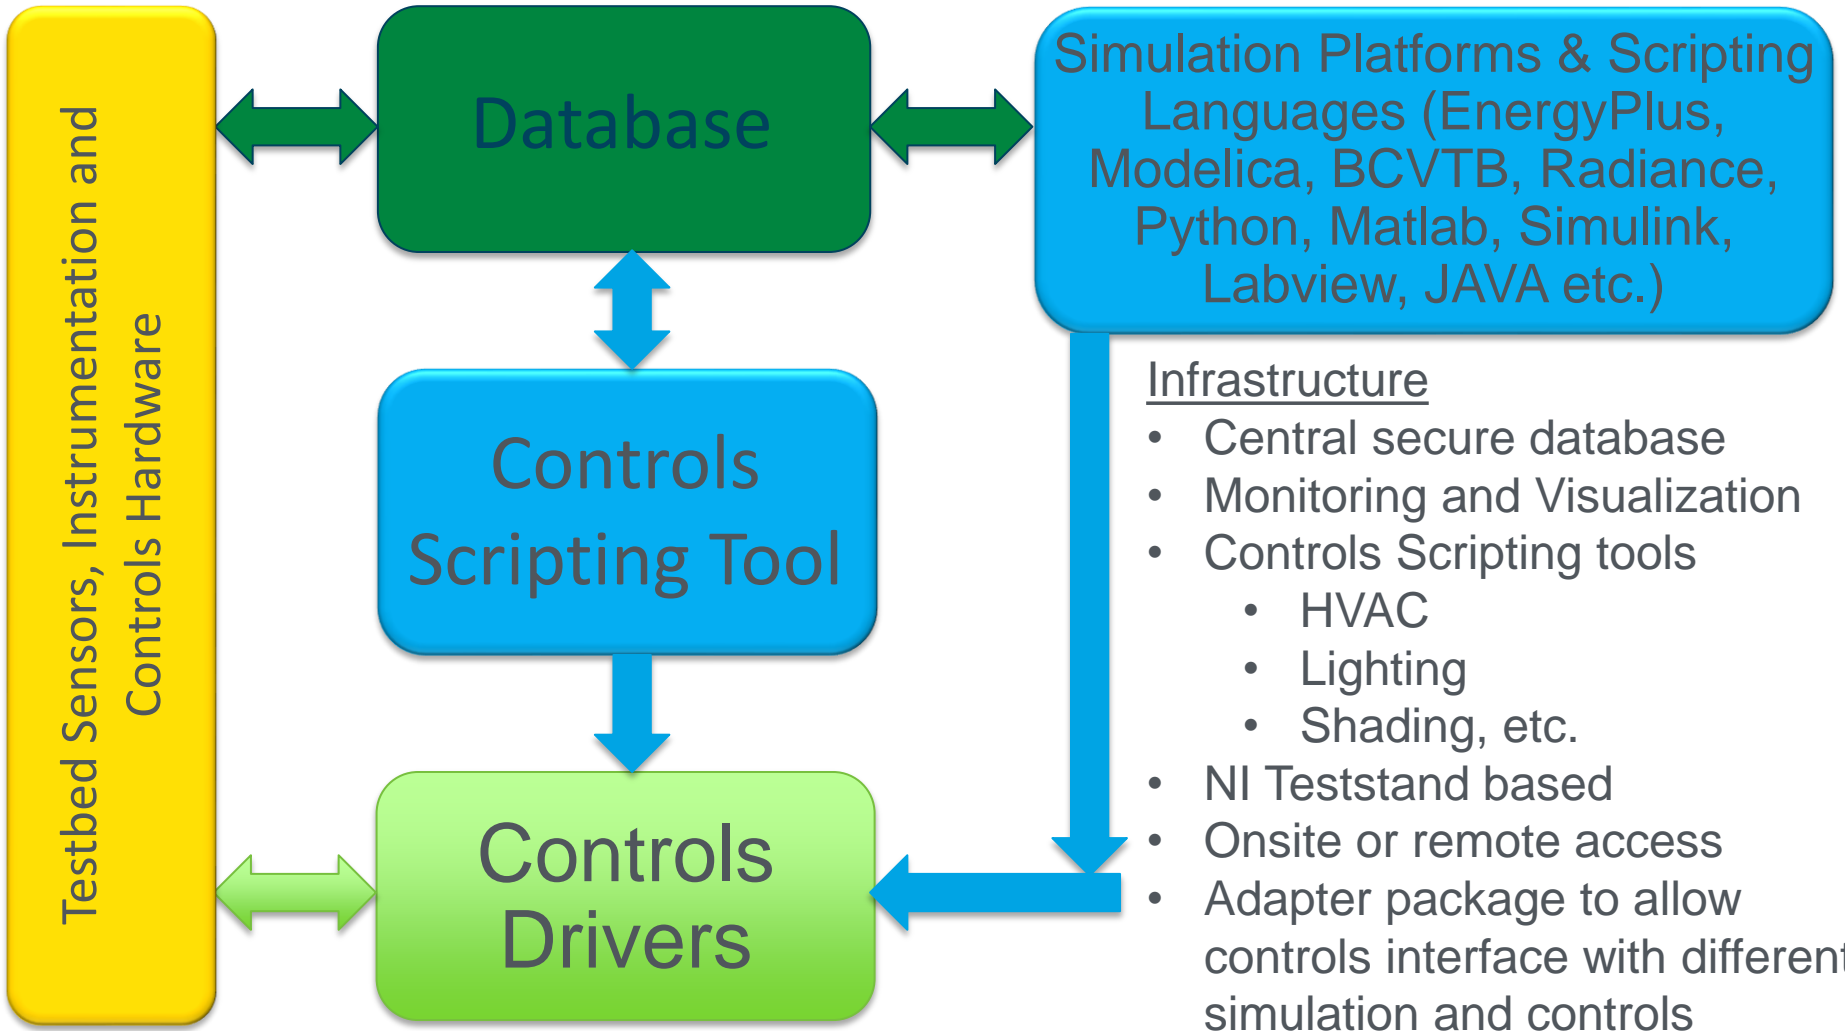 Testbed Sensors, Instrumentation and
Controls Hardware
Database
Simulation Platforms & Scripting
Languages (EnergyPlus,
Modelica, BCVTB, Radiance,
Python, Matlab, Simulink,
Labview, JAVA etc.)
Controls
Scripting Tool
Controls
Drivers
Infrastructure
• Central secure database
• Monitoring and Visualization
• Controls Scripting tools
• HVAC
• Lighting
• Shading, etc.
• NI Teststand based
• Onsite or remote access
• Adapter package to allow
controls interface with different
simulation and controls